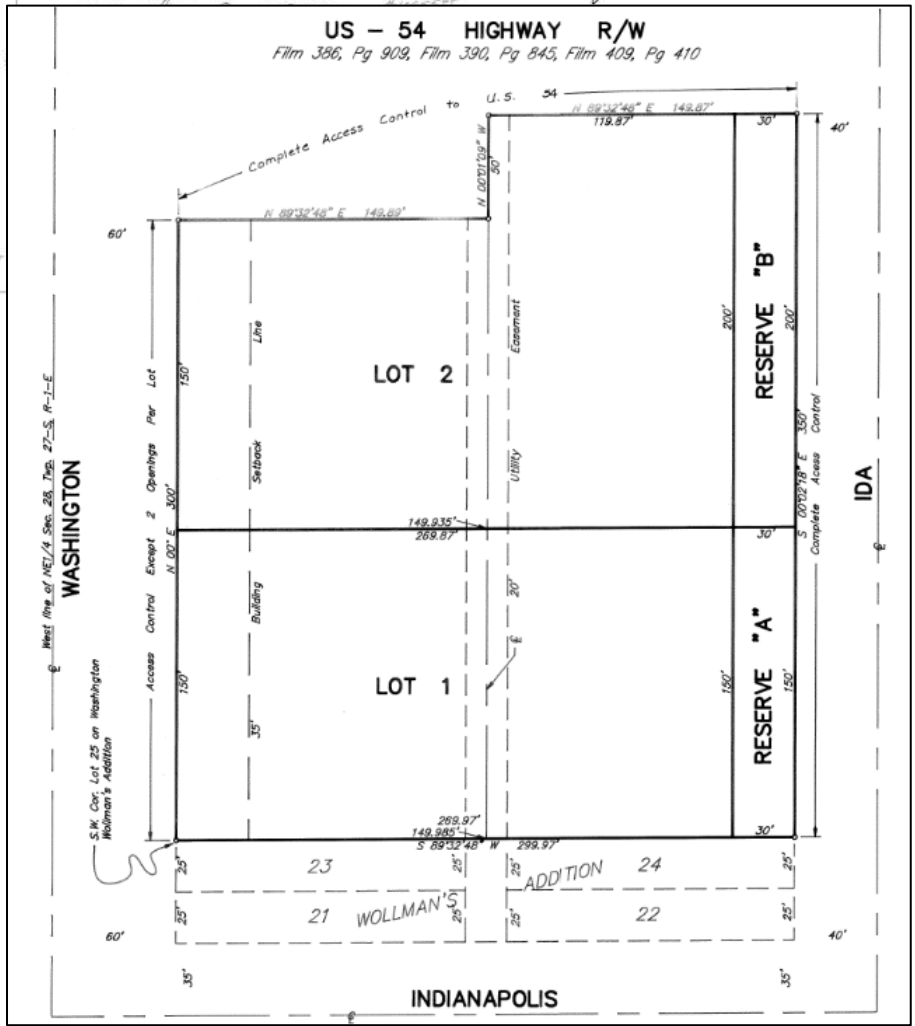 US - 54 HIGHWAY R/W
Film 386, Pg 909, Film 390, Pg 845, Film 409, Pg 410
Complete Access Control to U.S. 54
N 89°32'48" E 149.87'
119.87'
30'
40'
N 00°01'09" W
50'
N 89°32'48" E 149.89'
60'
West line of NE1/4 Sec. 28, Twp. 27-S, R-1-E
WASHINGTON
Access Control Except 2 Openings Per Lot
N 00° E 300'
150'
Line
Setback
Building
35'
LOT 2
Easemant
Utility
20'
200'
RESERVE "B"
200'
S 00°02'18" E 350'
Complete Acess Control
IDA
149.935'
269.87'
30'
150'
LOT 1
150'
RESERVE "A"
150'
S.W. Cor. Lot 25 on Washington
Wollman's Addition
269.97'
149.985'
30'
S 89°32'48" W 299.97'
25' 23 25' 25' 24 25'
WOLLMAN'S ADDITION
25' 21 25' 25' 22 25'
60'
40'
35'
35'
INDIANAPOLIS